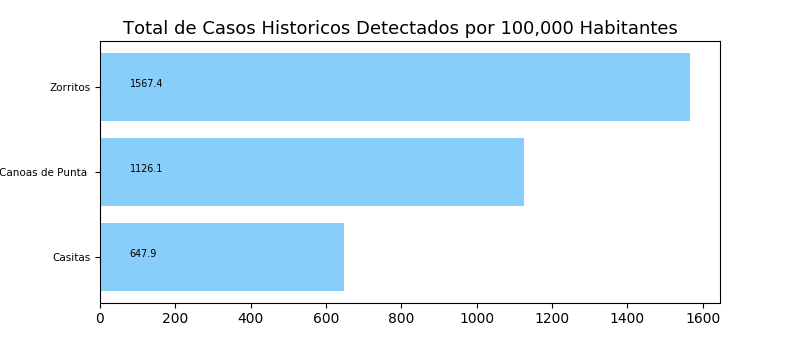 Total de Casos Historicos Detectados por 100,000 Habitantes
Zorritos
1567.4
Canoas de Punta
1126.1
Casitas
647.9
0 200 400 600 800 1000 1200 1400 1600